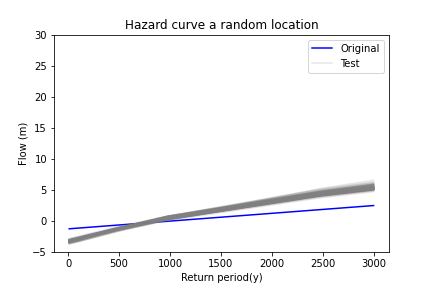 Hazard curve a random location
30
25
20
15
10
5
0
−5
Flow (m)
Original
Test
0 500 1000 1500 2000 2500 3000
Return period(y)